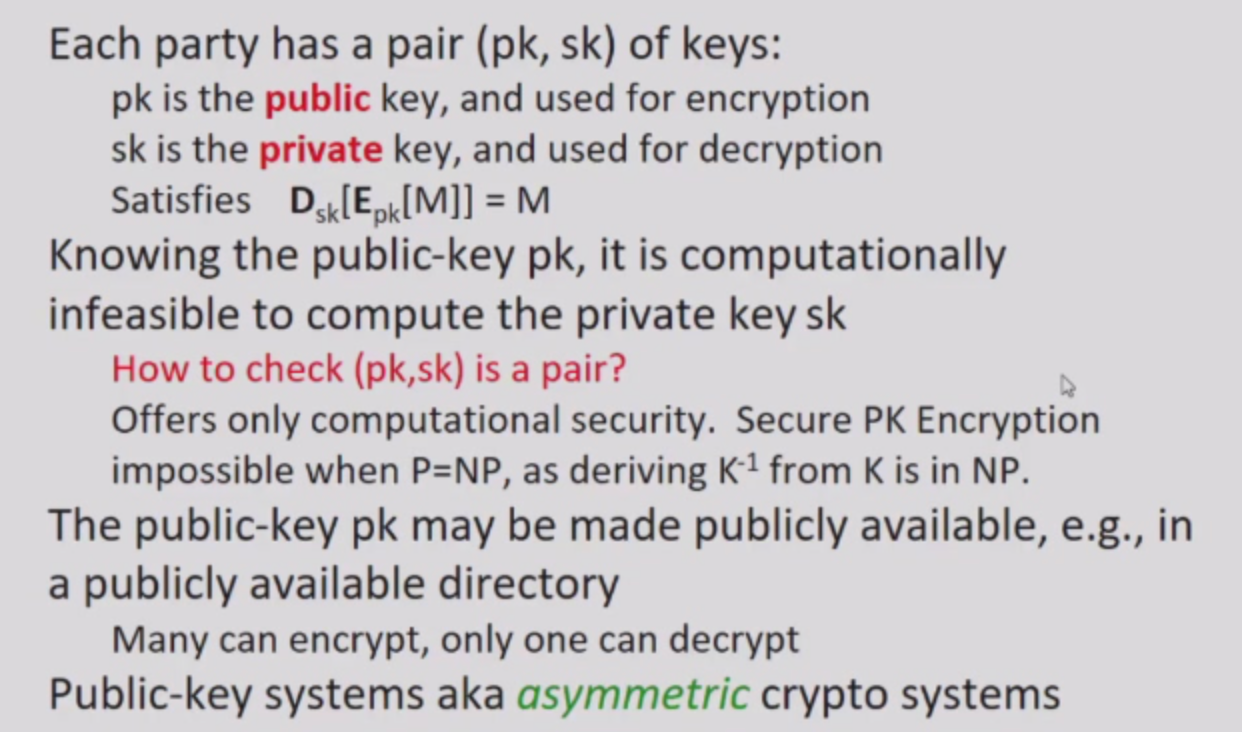 Each party has a pair (pk, sk) of keys:
pk is the public key, and used for encryption
sk is the private key, and used for decryption
Satisfies D_sk[E_pk[M]] = M
Knowing the public-key pk, it is computationally
infeasible to compute the private key sk
How to check (pk,sk) is a pair?
Offers only computational security. Secure PK Encryption
impossible when P=NP, as deriving K⁻¹ from K is in NP.
The public-key pk may be made publicly available, e.g., in
a publicly available directory
Many can encrypt, only one can decrypt
Public-key systems aka asymmetric crypto systems